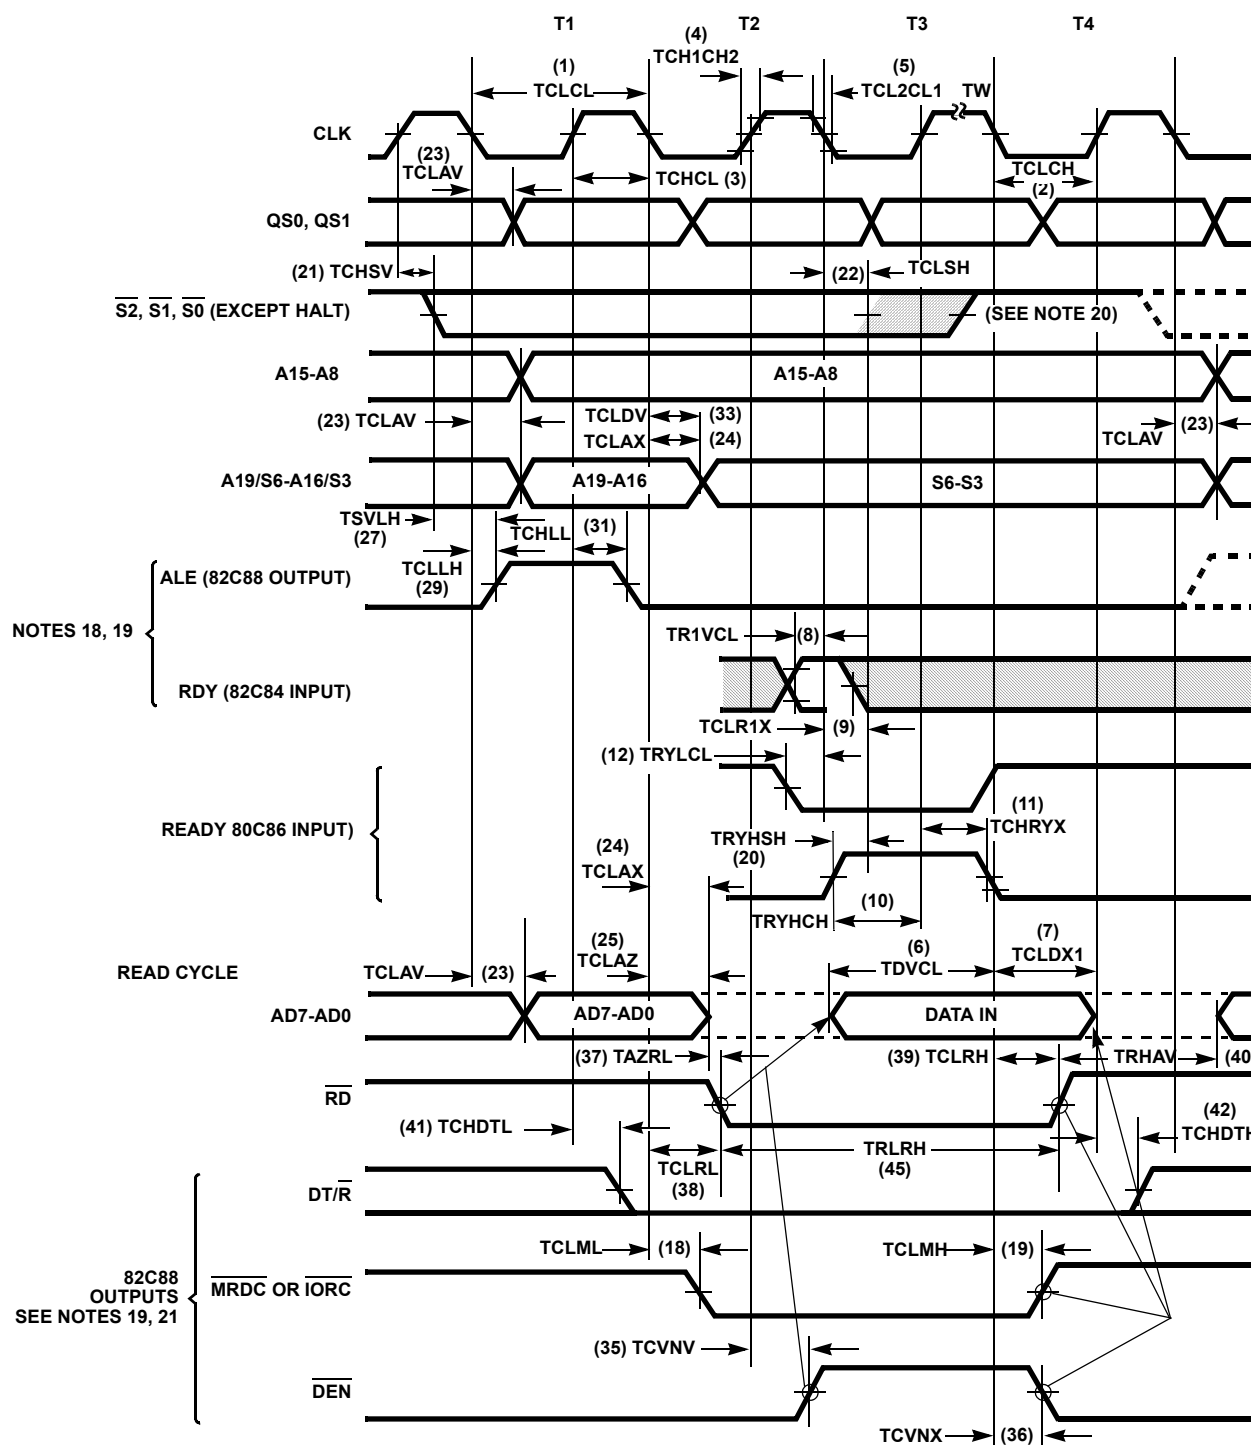 T1 T2 T3 T4
(4)
TCH1CH2
(1)
TCLCL
(5)
TCL2CL1 TW
CLK
(23)
TCLAV
TCHCL (3)
TCLCH
(2)
QS0, QS1
(21) TCHSV
(22) TCLSH
S2, S1, S0 (EXCEPT HALT)
(SEE NOTE 20)
A15-A8 A15-A8
(23) TCLAV
TCLDV (33)
TCLAX (24)
TCLAV (23)
A19/S6-A16/S3 A19-A16 S6-S3
TSVLH
(27)
TCHLL (31)
TCLLH
(29)
ALE (82C88 OUTPUT)
NOTES 18, 19
TR1VCL (8)
RDY (82C84 INPUT)
TCLR1X (9)
(12) TRYLCL
READY 80C86 INPUT)
(11)
TCHRYX
TRYHSH
(20)
(24)
TCLAX
(10)
TRYHCH
READ CYCLE
TCLAV (23)
(25)
TCLAZ
(6)
TDVCL
(7)
TCLDX1
AD7-AD0 AD7-AD0 DATA IN
(37) TAZRL
(39) TCLRH TRHAV (40
RD
(41) TCHDTL
(42)
TCHDTH
TCLRL
(38)
TRLRH
(45)
DT/R
TCLML (18)
TCLMH (19)
82C88
OUTPUTS
SEE NOTES 19, 21
MRDC OR IORC
(35) TCVNV
DEN
TCVNX (36)